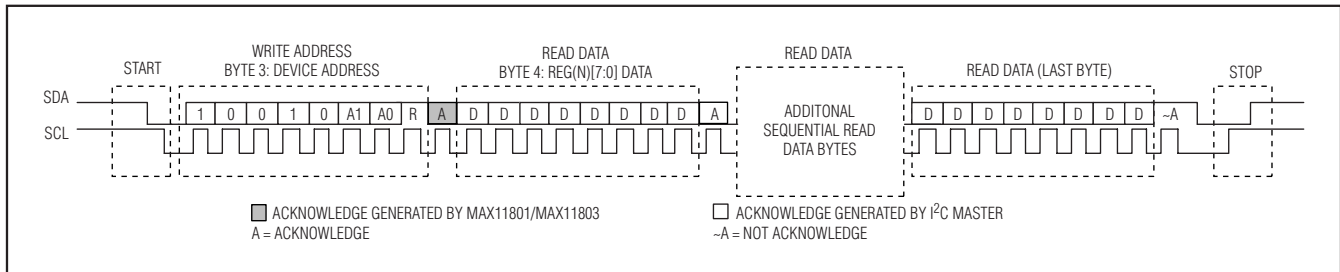 WRITE ADDRESS
BYTE 3: DEVICE ADDRESS
READ DATA
BYTE 4: REG(N)[7:0] DATA
READ DATA
START
READ DATA (LAST BYTE)
STOP
SDA
1 0 0 1 0 A1 A0 R A D D D D D D D D A
ADDITONAL
SEQUENTIAL READ
DATA BYTES
D D D D D D D D ~A
SCL
ACKNOWLEDGE GENERATED BY MAX11801/MAX11803
A = ACKNOWLEDGE
ACKNOWLEDGE GENERATED BY I²C MASTER
~A = NOT ACKNOWLEDGE